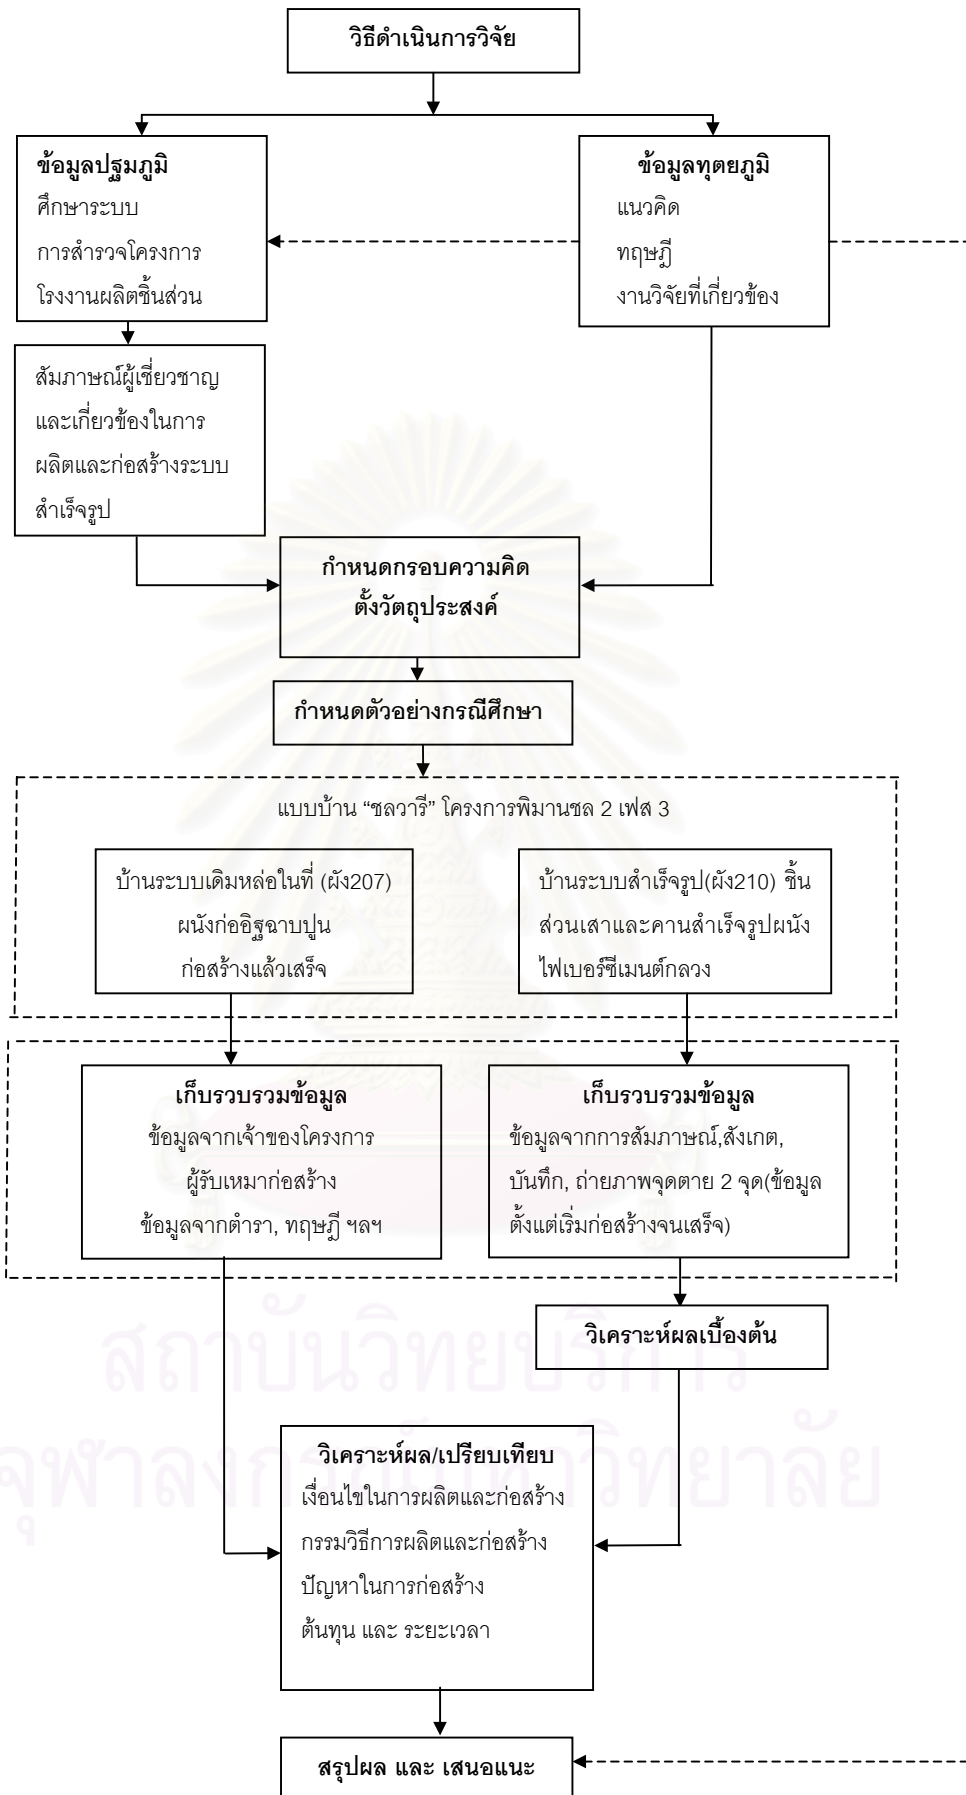 วิธีดำเนินการวิจัย
ข้อมูลปฐมภูมิ
ศึกษาระบบ
การสำรวจโครงการ
โรงงานผลิตชิ้นส่วน
ข้อมูลทุตยภูมิ
แนวคิด
ทฤษฎี
งานวิจัยที่เกี่ยวข้อง
สัมภาษณ์ผู้เชี่ยวชาญ
และเกี่ยวข้องในการ
ผลิตและก่อสร้างระบบ
สำเร็จรูป
กำหนดกรอบความคิด
ตั้งวัตถุประสงค์
กำหนดตัวอย่างกรณีศึกษา
แบบบ้าน “ชลวารี” โครงการพิมานชล 2 เฟส 3
บ้านระบบเดิมหล่อในที่ (ผัง207)
ผนังก่ออิฐฉาบปูน
ก่อสร้างแล้วเสร็จ
บ้านระบบสำเร็จรูป(ผัง210) ชิ้น
ส่วนเสาและคานสำเร็จรูปผนัง
ไฟเบอร์ซีเมนต์กลวง
เก็บรวบรวมข้อมูล
ข้อมูลจากเจ้าของโครงการ
ผู้รับเหมาก่อสร้าง
ข้อมูลจากตำรา, ทฤษฎี ฯลฯ
เก็บรวบรวมข้อมูล
ข้อมูลจากการสัมภาษณ์,สังเกต,
บันทึก, ถ่ายภาพจุดตาย 2 จุด(ข้อมูล
ตั้งแต่เริ่มก่อสร้างจนเสร็จ)
วิเคราะห์ผลเบื้องต้น
สถาบันวิทยบริการ
จุฬาลงกรณ์มหาวิทยาลัย
วิเคราะห์ผล/เปรียบเทียบ
เงื่อนไขในการผลิตและก่อสร้าง
กรรมวิธีการผลิตและก่อสร้าง
ปัญหาในการก่อสร้าง
ต้นทุน และ ระยะเวลา
สรุปผล และ เสนอแนะ